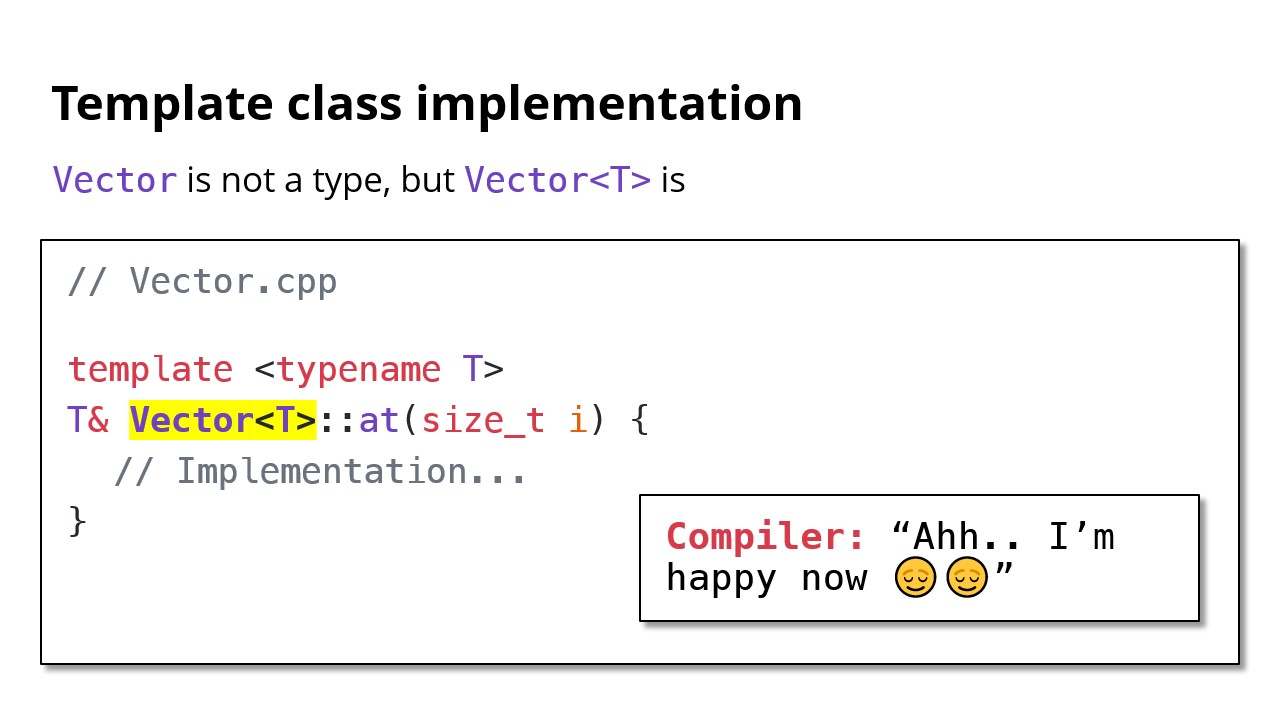 Template class implementation
Vector is not a type, but Vector<T> is
// Vector.cpp
template <typename T>
T& Vector<T>::at(size_t i) {
// Implementation...
}
Compiler: “Ahh.. I’m
happy now 😌😌”